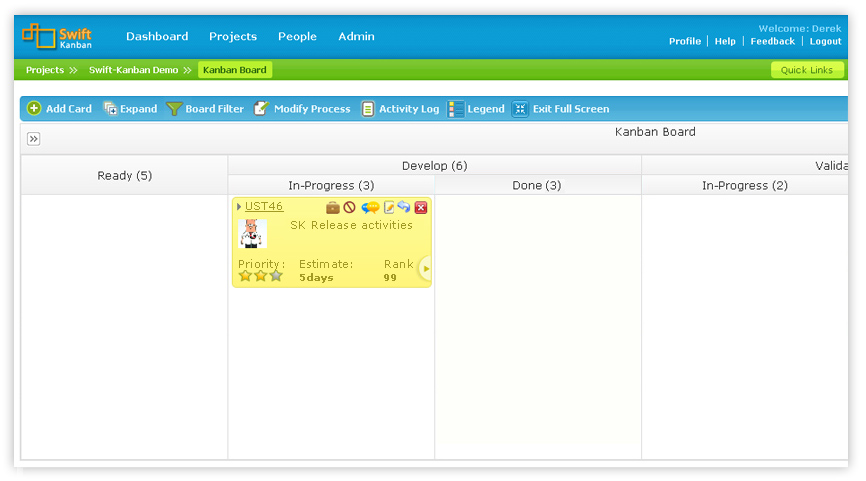 Swift
Kanban
Dashboard Projects People Admin
Welcome: Derek
Profile | Help | Feedback | Logout
Projects >> Swift-Kanban Demo >> Kanban Board
Quick Links
Add Card Expand Board Filter Modify Process Activity Log Legend Exit Full Screen
Kanban Board
Ready (5)
Develop (6)
Valida
In-Progress (3)
Done (3)
In-Progress (2)
UST46
SK Release activities
Priority: Estimate: Rank
5days 99